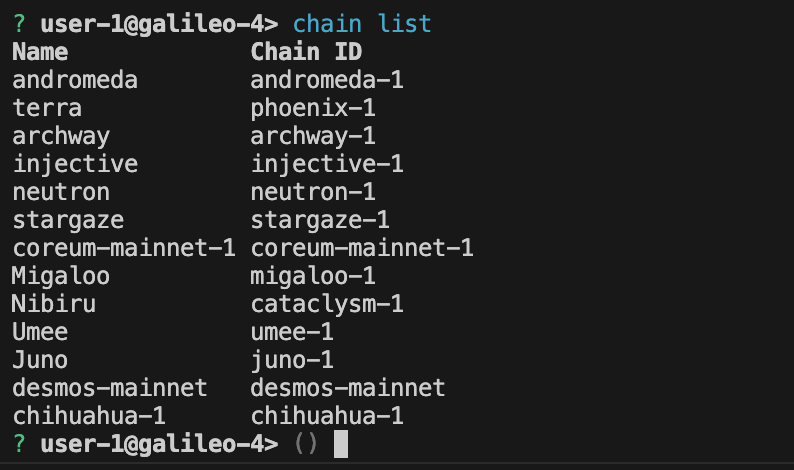 ? user-1@galileo-4> chain list
Name Chain ID
andromeda andromeda-1
terra phoenix-1
archway archway-1
injective injective-1
neutron neutron-1
stargaze stargaze-1
coreum-mainnet-1 coreum-mainnet-1
Migaloo migaloo-1
Nibiru cataclysm-1
Umee umee-1
Juno juno-1
desmos-mainnet desmos-mainnet
chihuahua-1 chihuahua-1
? user-1@galileo-4> ()